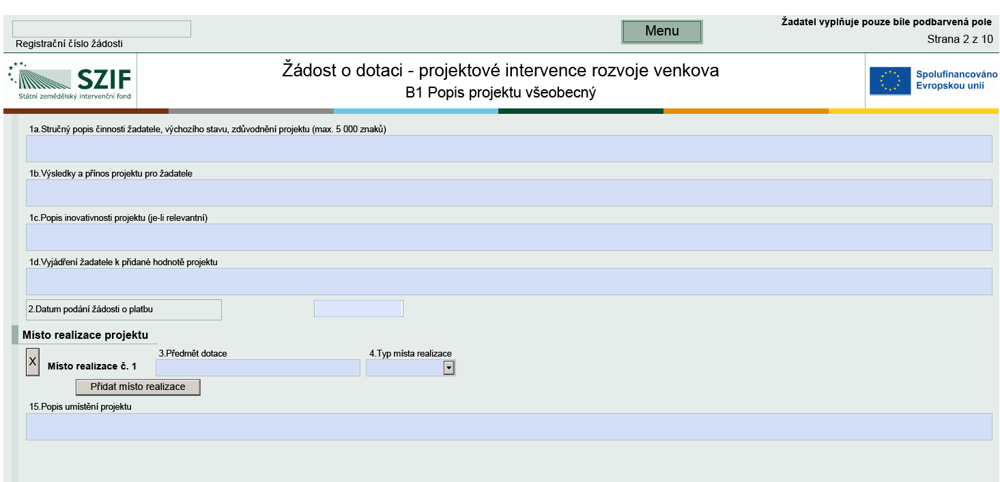 Žadatel vyplňuje pouze bíle podbarvená pole
Menu
Strana 2 z 10
Registrační číslo žádosti
SZIF
Státní zemědělský intervenční fond
Žádost o dotaci - projektové intervence rozvoje venkova
B1 Popis projektu všeobecný
Spolufinancováno
Evropskou unií
1a.Stručný popis činnosti žadatele, výchozího stavu, zdůvodnění projektu (max. 5 000 znaků)
1b.Výsledky a přínos projektu pro žadatele
1c.Popis inovativnosti projektu (je-li relevantní)
1d.Vyjádření žadatele k přidané hodnotě projektu
2.Datum podání žádosti o platbu
Místo realizace projektu
X
Místo realizace č. 1
3.Předmět dotace
4.Typ místa realizace
Přidat místo realizace
15.Popis umístění projektu